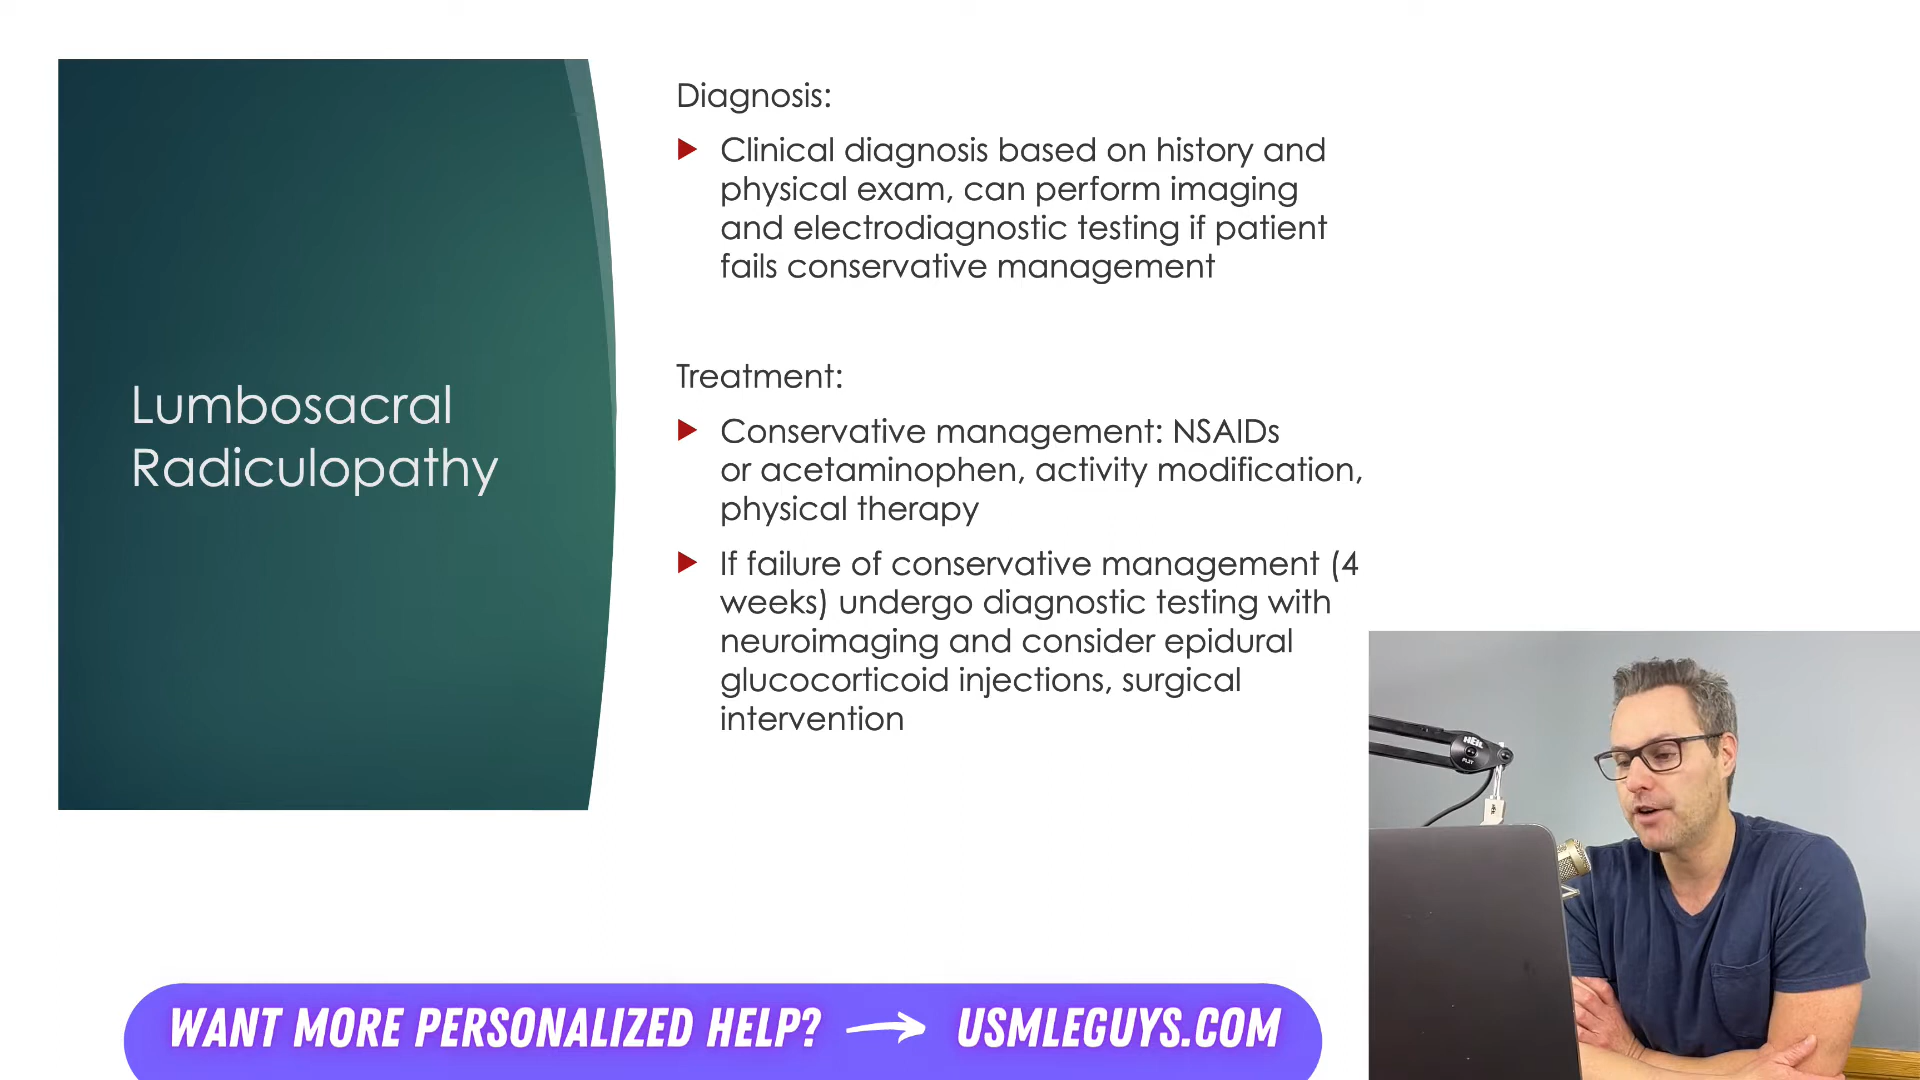 Lumbosacral
Radiculopathy
Diagnosis:
Clinical diagnosis based on history and
physical exam, can perform imaging
and electrodiagnostic testing if patient
fails conservative management
Treatment:
Conservative management: NSAIDs
or acetaminophen, activity modification,
physical therapy
If failure of conservative management (4
weeks) undergo diagnostic testing with
neuroimaging and consider epidural
glucocorticoid injections, surgical
intervention
HEIL
PL2T
WANT MORE PERSONALIZED HELP? → USMLEGUYS.COM